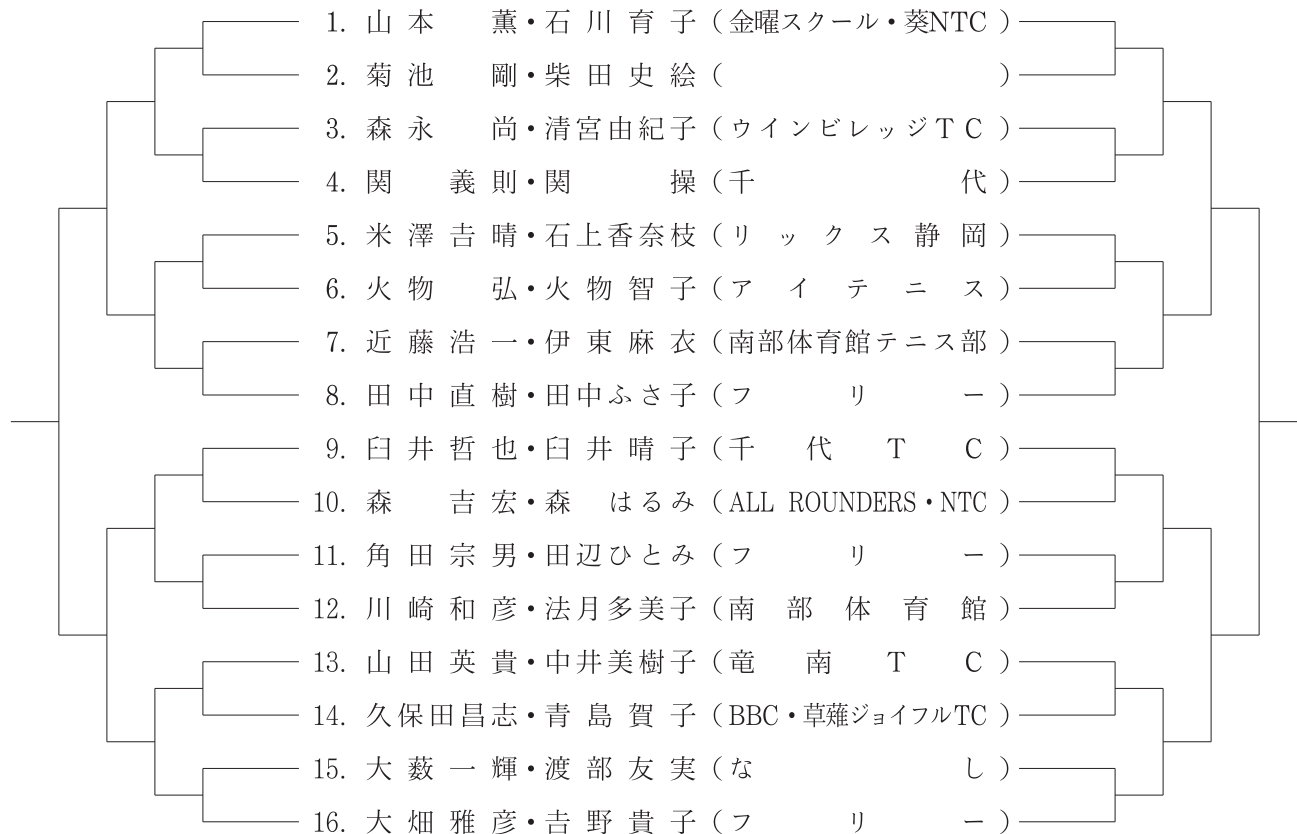 1. 山本 薫・石川育子(金曜スクール・葵NTC)
2. 菊池 剛・柴田史絵( )
3. 森永 尚・清宮由紀子(ウインビレッジTC)
4. 関 義則・関 操(千代)
5. 米澤𠮷晴・石上香奈枝(リックス静岡)
6. 火物 弘・火物智子(アイテニス)
7. 近藤浩一・伊東麻衣(南部体育館テニス部)
8. 田中直樹・田中ふさ子(フリー)
9. 臼井哲也・臼井晴子(千代TC)
10. 森 吉宏・森 はるみ(ALL ROUNDERS・NTC)
11. 角田宗男・田辺ひとみ(フリー)
12. 川崎和彦・法月多美子(南部体育館)
13. 山田英貴・中井美樹子(竜南TC)
14. 久保田昌志・青島賀子(BBC・草薙ジョイフルTC)
15. 大薮一輝・渡部友実(なし)
16. 大畑雅彦・𠮷野貴子(フリー)